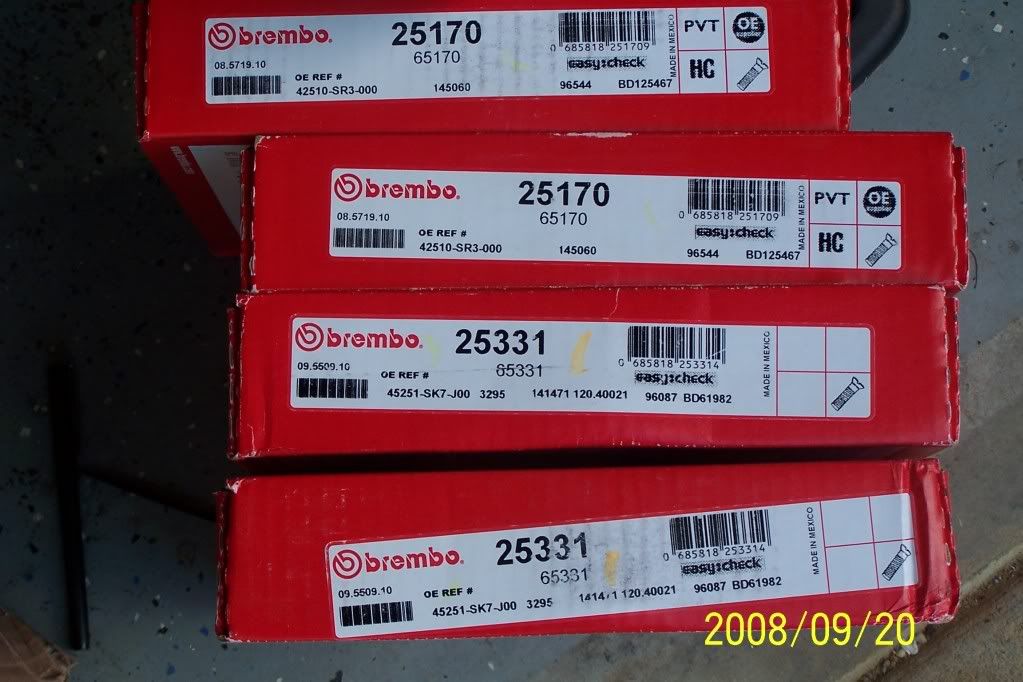 brembo. 25170
65170
08.5719.10
OE REF #
42510-SR3-000 145060
0 685818 251709
easy:check
96544 BD125467
MADE IN MEXICO
PVT OE supplier
HC
brembo. 25170
65170
08.5719.10
OE REF #
42510-SR3-000 145060
0 685818 251709
easy:check
96544 BD125467
MADE IN MEXICO
PVT OE supplier
HC
brembo. 25331
65331
09.5509.10
OE REF #
45251-SK7-J00 3295 141471 120.40021
0 685818 253314
easy:check
96087 BD61982
MADE IN MEXICO
brembo. 25331
65331
09.5509.10
OE REF #
45251-SK7-J00 3295 141471 120.40021
0 685818 253314
easy:check
96087 BD61982
MADE IN MEXICO
2008/09/20